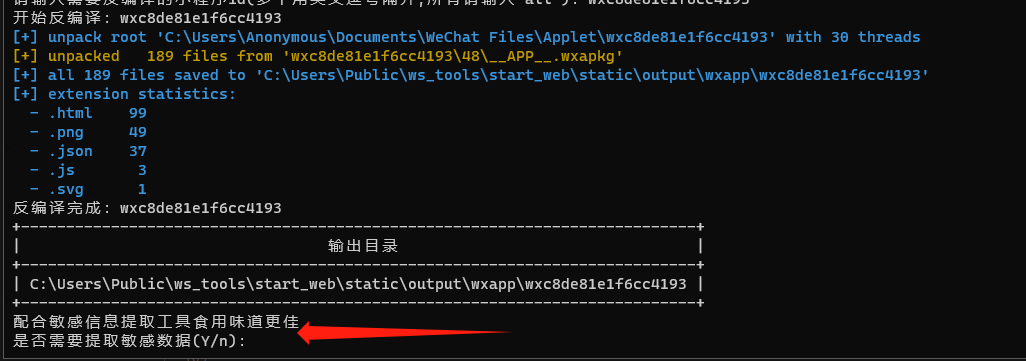 开始反编译: wxc8de81e1f6cc4193
[+] unpack root 'C:\Users\Anonymous\Documents\WeChat Files\Applet\wxc8de81e1f6cc4193' with 30 threads
[+] unpacked   189 files from 'wxc8de81e1f6cc4193\48\__APP__.wxapkg'
[+] all 189 files saved to 'C:\Users\Public\ws_tools\start_web\static\output\wxapp\wxc8de81e1f6cc4193'
[+] extension statistics:
- .html    99
- .png     49
- .json    37
- .js       3
- .svg      1
反编译完成: wxc8de81e1f6cc4193
输出目录
C:\Users\Public\ws_tools\start_web\static\output\wxapp\wxc8de81e1f6cc4193
配合敏感信息提取工具食用味道更佳
是否需要提取敏感数据(Y/n):